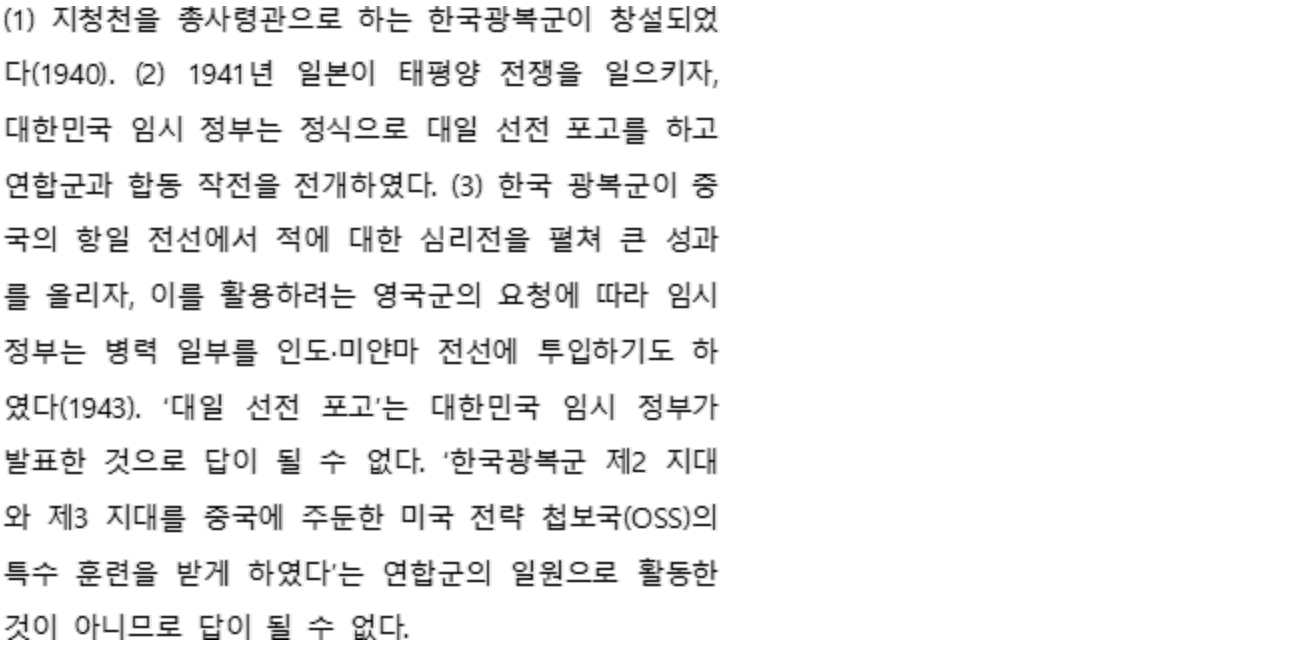 (1) 지청천을 총사령관으로 하는 한국광복군이 창설되었
다(1940). (2) 1941년 일본이 태평양 전쟁을 일으키자,
대한민국 임시 정부는 정식으로 대일 선전 포고를 하고
연합군과 합동 작전을 전개하였다. (3) 한국 광복군이 중
국의 항일 전선에서 적에 대한 심리전을 펼쳐 큰 성과
를 올리자, 이를 활용하려는 영국군의 요청에 따라 임시
정부는 병력 일부를 인도·미얀마 전선에 투입하기도 하
였다(1943). ‘대일 선전 포고’는 대한민국 임시 정부가
발표한 것으로 답이 될 수 없다. ‘한국광복군 제2 지대
와 제3 지대를 중국에 주둔한 미국 전략 첩보국(OSS)의
특수 훈련을 받게 하였다’는 연합군의 일원으로 활동한
것이 아니므로 답이 될 수 없다.